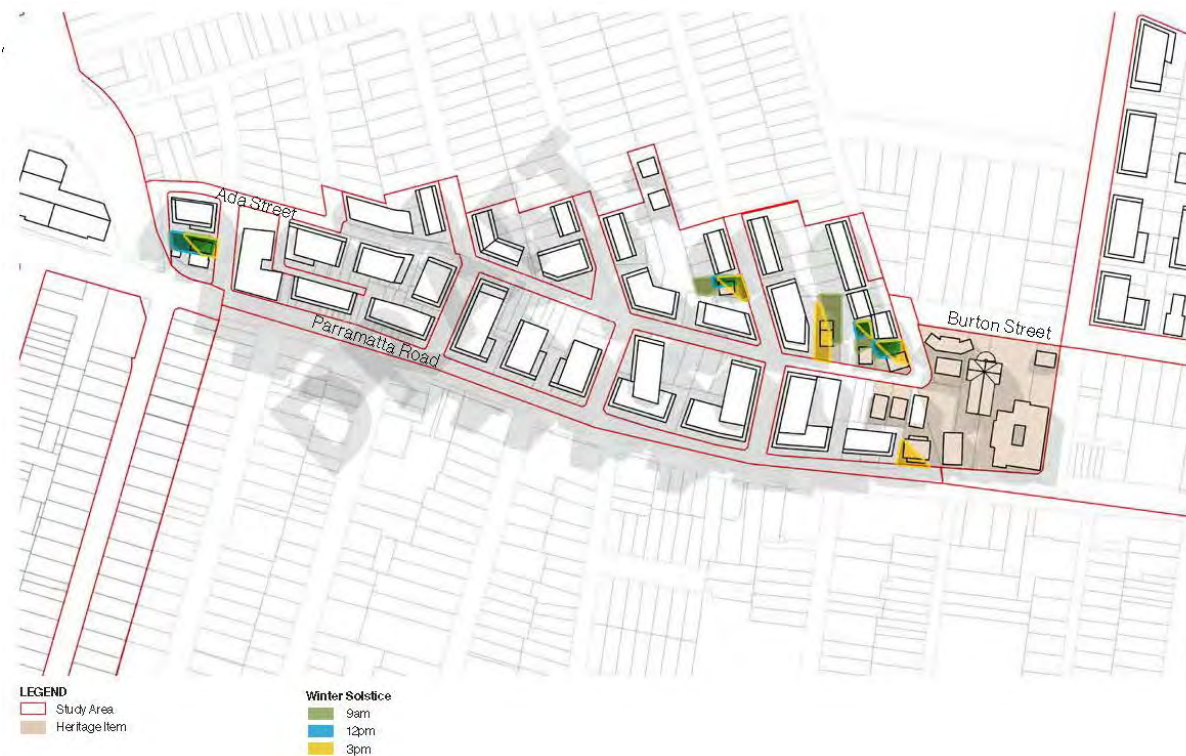 Ada Street
Parramatta Road
Burton Street
LEGEND
Study Area
Heritage Item
Winter Solstice
9am
12pm
3pm